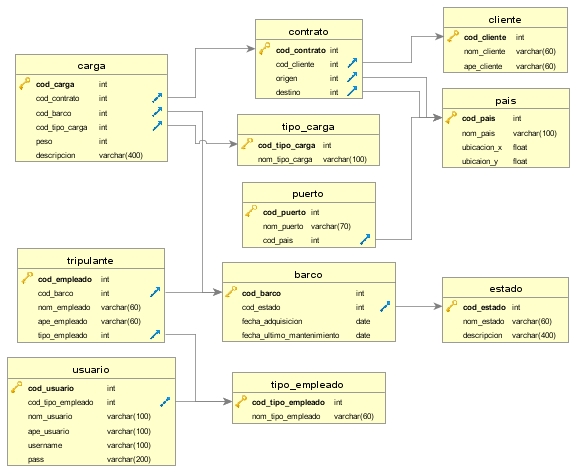 contrato
cod_contrato int
cod_cliente int
origen int
destino int
cliente
cod_cliente int
nom_cliente varchar(60)
ape_cliente varchar(60)
carga
cod_carga int
cod_contrato int
cod_barco int
cod_tipo_carga int
peso int
descripcion varchar(400)
tipo_carga
cod_tipo_carga int
nom_tipo_carga varchar(100)
pais
cod_pais int
nom_pais varchar(100)
ubicacion_x float
ubicaion_y float
puerto
cod_puerto int
nom_puerto varchar(70)
cod_pais int
tripulante
cod_empleado int
cod_barco int
nom_empleado varchar(60)
ape_empleado varchar(60)
tipo_empleado int
barco
cod_barco int
cod_estado int
fecha_adquisicion date
fecha_ultimo_mantenimiento date
estado
cod_estado int
nom_estado varchar(60)
descripcion varchar(400)
usuario
cod_usuario int
cod_tipo_empleado int
nom_usuario varchar(100)
ape_usuario varchar(100)
username varchar(100)
pass varchar(200)
tipo_empleado
cod_tipo_empleado int
nom_tipo_empleado varchar(60)